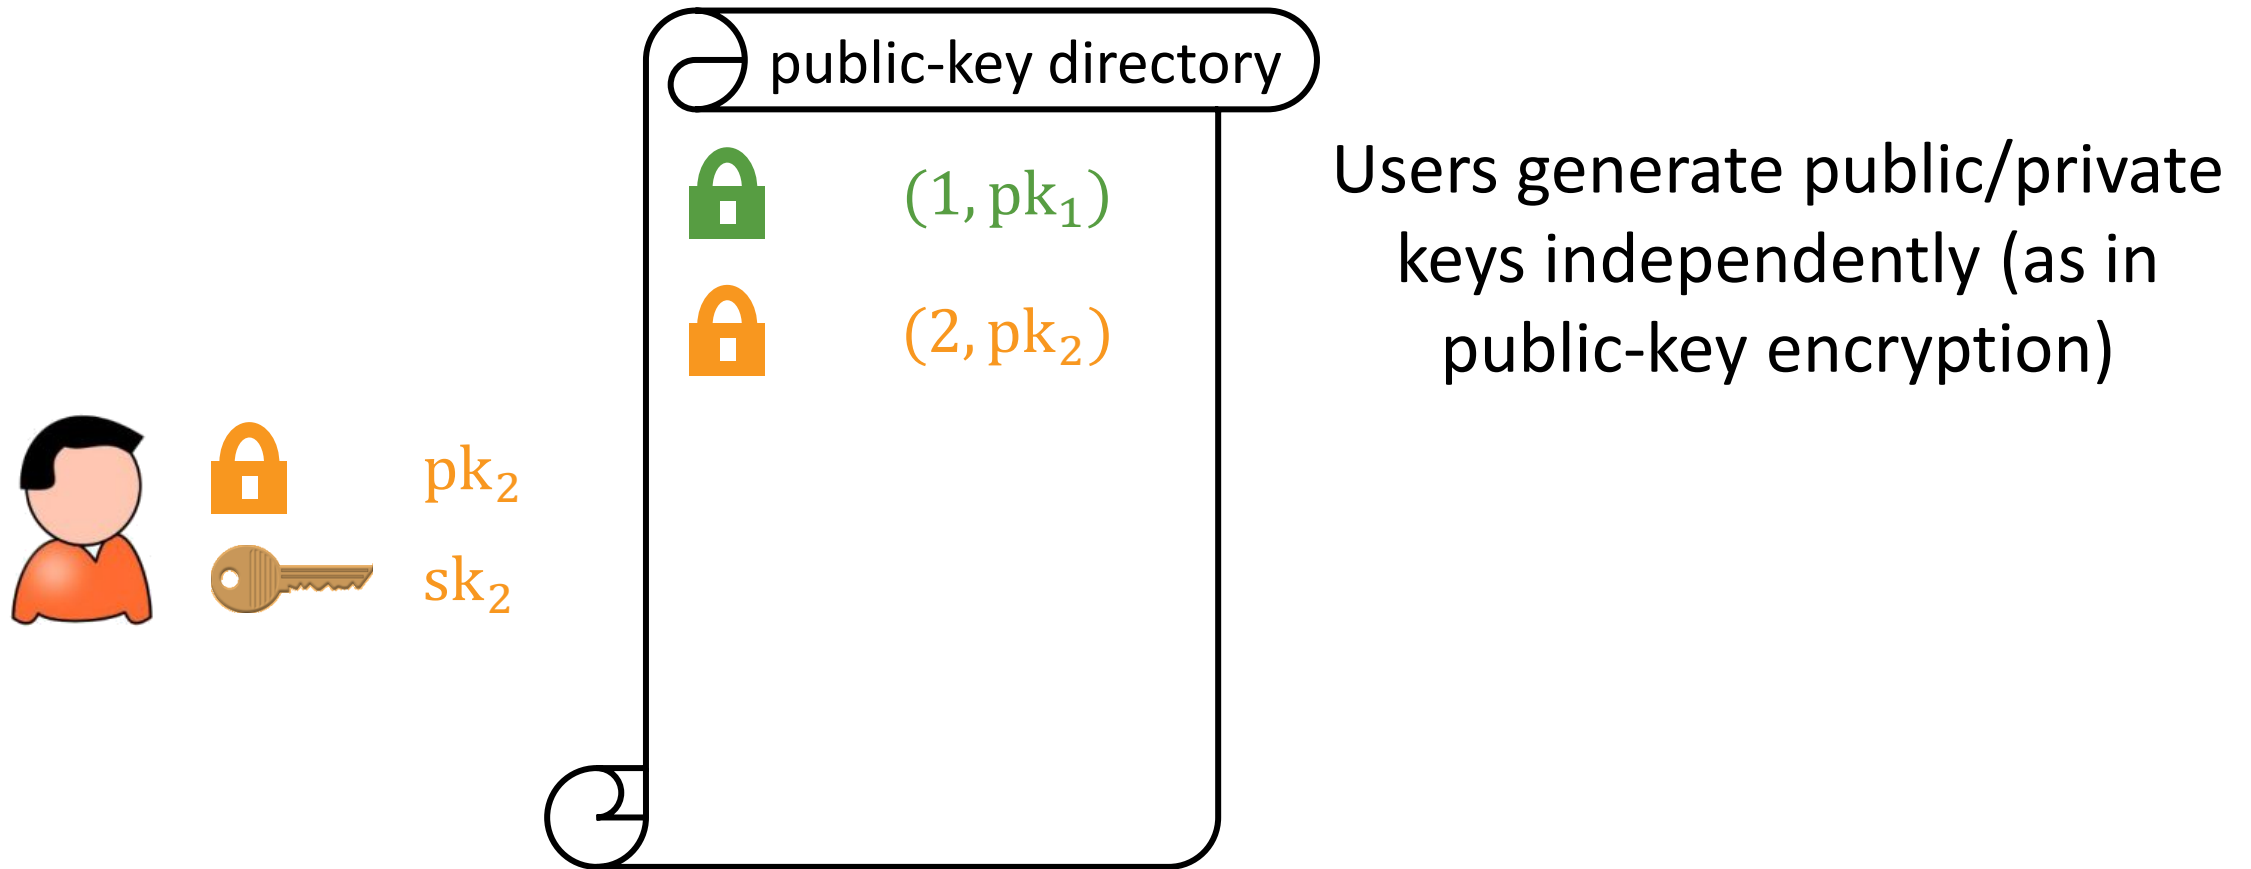 public-key directory
(1, pk₁)
(2, pk₂)
Users generate public/private
keys independently (as in
public-key encryption)
pk₂
sk₂